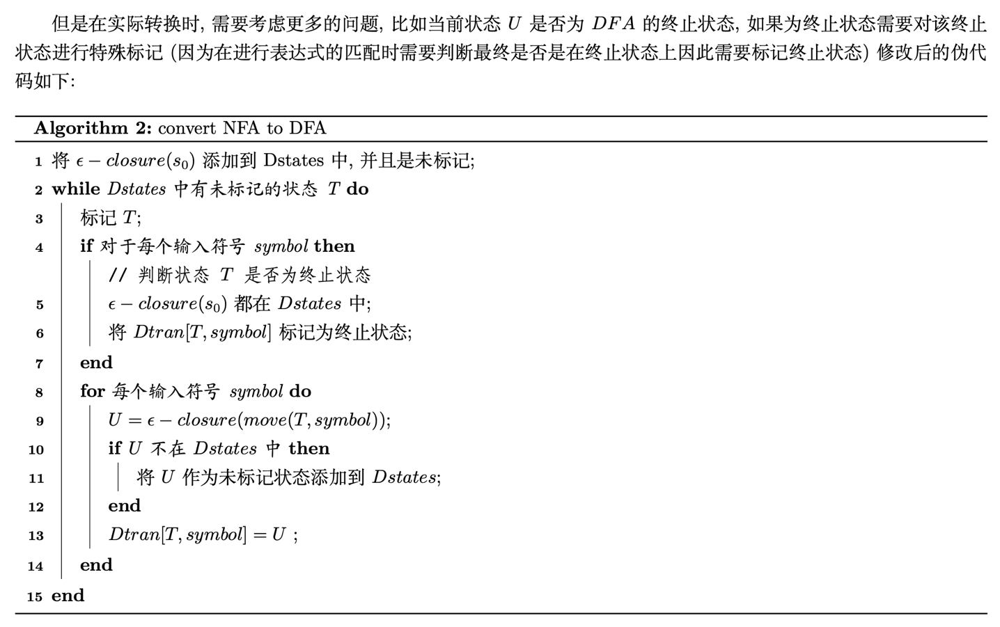 但是在实际转换时, 需要考虑更多的问题, 比如当前状态 U 是否为 DFA 的终止状态, 如果为终止状态需要对该终止
状态进行特殊标记 (因为在进行表达式的匹配时需要判断最终是否是在终止状态上因此需要标记终止状态) 修改后的伪代
码如下:
Algorithm 2: convert NFA to DFA
1 将 ϵ − closure(s₀) 添加到 Dstates 中, 并且是未标记;
2 while Dstates 中有未标记的状态 T do
3 标记 T;
4 if 对于每个输入符号 symbol then
// 判断状态 T 是否为终止状态
5 ϵ − closure(s₀) 都在 Dstates 中;
6 将 Dtran[T, symbol] 标记为终止状态;
7 end
8 for 每个输入符号 symbol do
9 U = ϵ − closure(move(T, symbol));
10 if U 不在 Dstates 中 then
11 将 U 作为未标记状态添加到 Dstates;
12 end
13 Dtran[T, symbol] = U ;
14 end
15 end